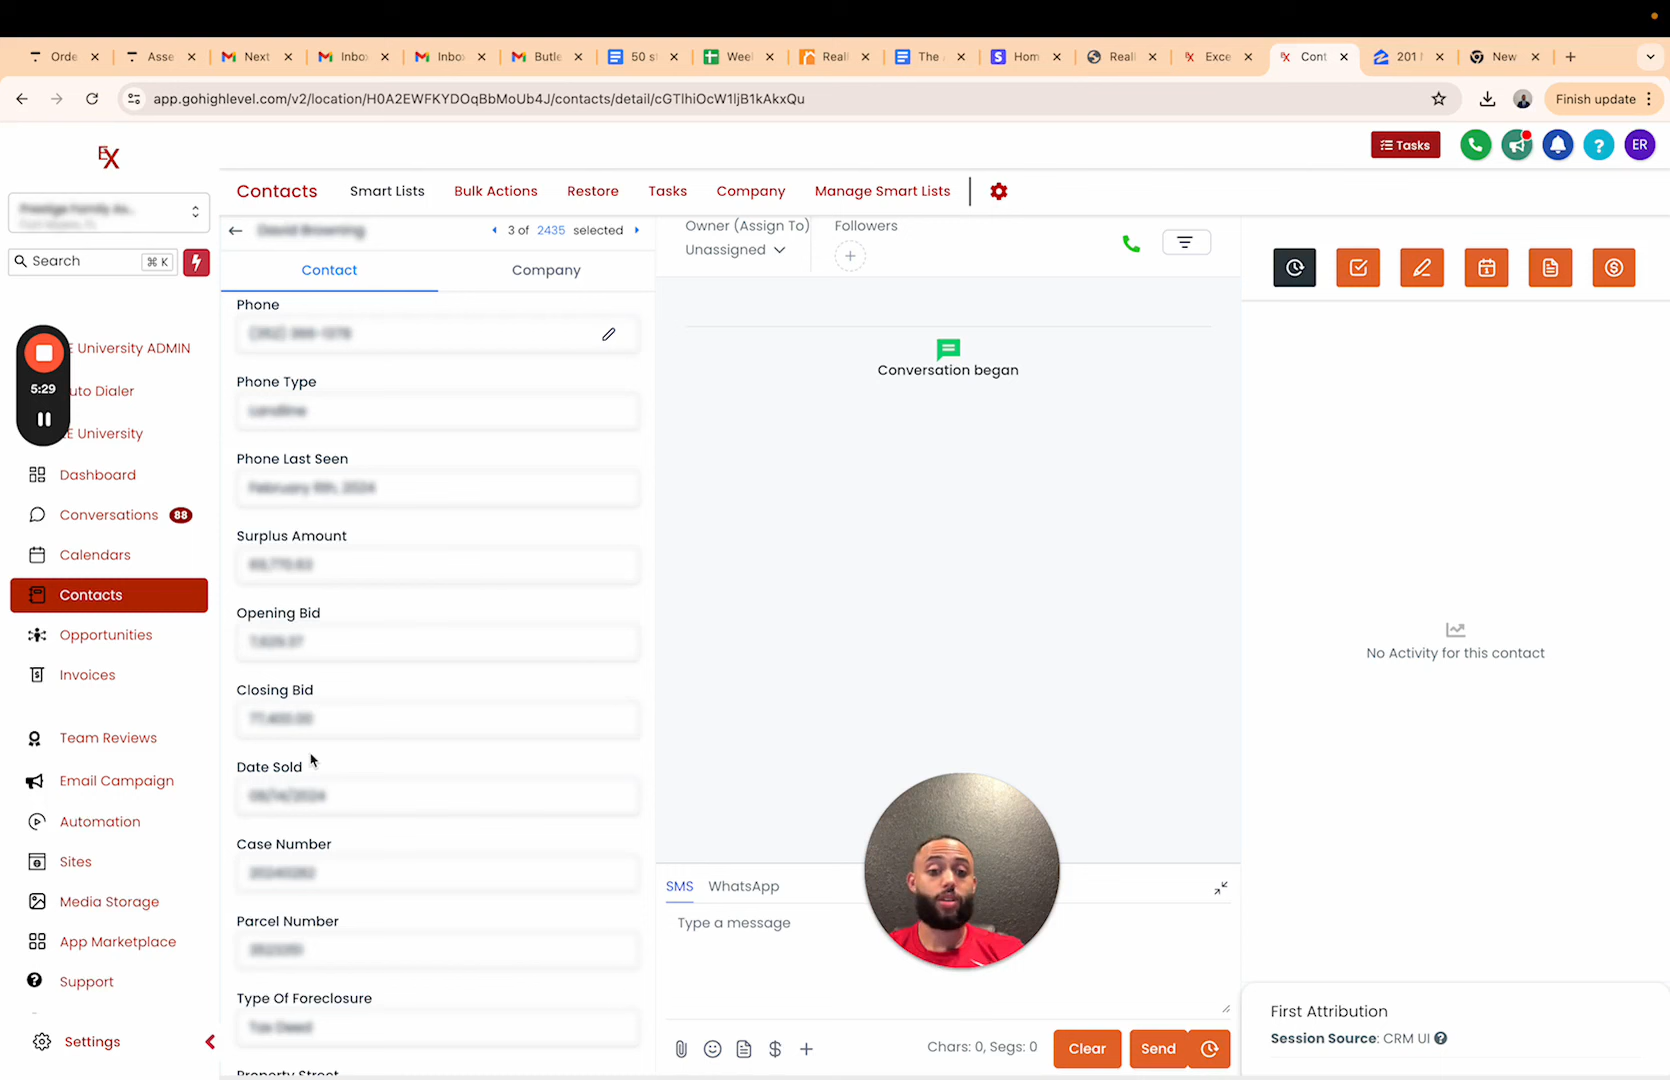 Orde
Asse
Next
Inbo
Inbo
Butle
50 s
Wee
Reali
The
Hom
Reali
Exce
Cont
201
New
app.gohighlevel.com/v2/location/H0A2EWFKYDOqBbMoUb4J/contacts/detail/cGTlhiOcW1ljB1kAkxQu
Finish update
EX
Tasks
?
ER
Contacts
Smart Lists
Bulk Actions
Restore
Tasks
Company
Manage Smart Lists
Search
⌘ K
5:29
E University ADMIN
uto Dialer
E University
Dashboard
Conversations 88
Calendars
Contacts
Opportunities
Invoices
Team Reviews
Email Campaign
Automation
Sites
Media Storage
App Marketplace
Support
Settings
3 of 2435 selected
Contact
Company
Phone
Phone Type
Phone Last Seen
Surplus Amount
Opening Bid
Closing Bid
Date Sold
Case Number
Parcel Number
Type Of Foreclosure
Property Street
Owner (Assign To)
Unassigned
Followers
Conversation began
SMS
WhatsApp
Type a message
Chars: 0, Segs: 0
Clear
Send
No Activity for this contact
First Attribution
Session Source: CRM UI